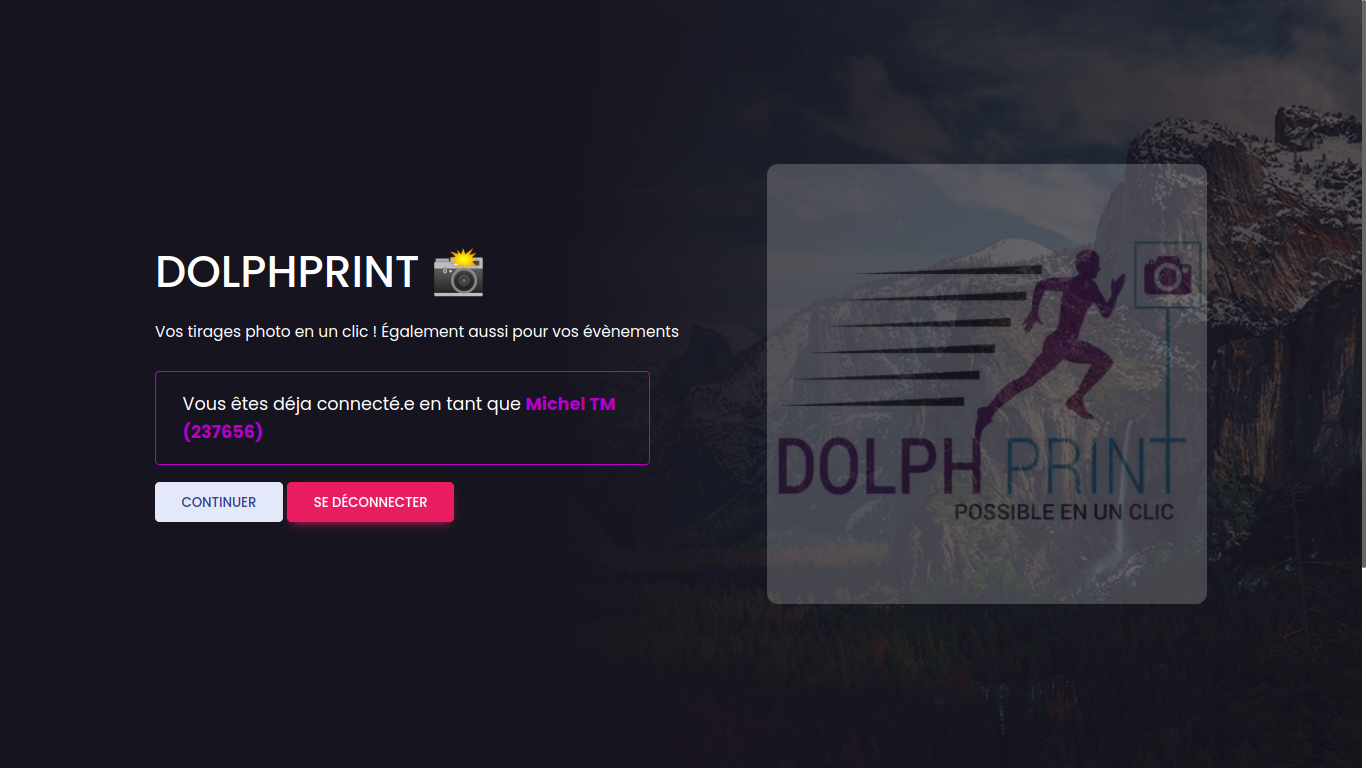 DOLPHPRINT 📸
Vos tirages photo en un clic ! Également aussi pour vos évènements
Vous êtes déja connecté.e en tant que Michel TM
(237656)
CONTINUER
SE DÉCONNECTER
DOLPH PRINT
POSSIBLE EN UN CLIC